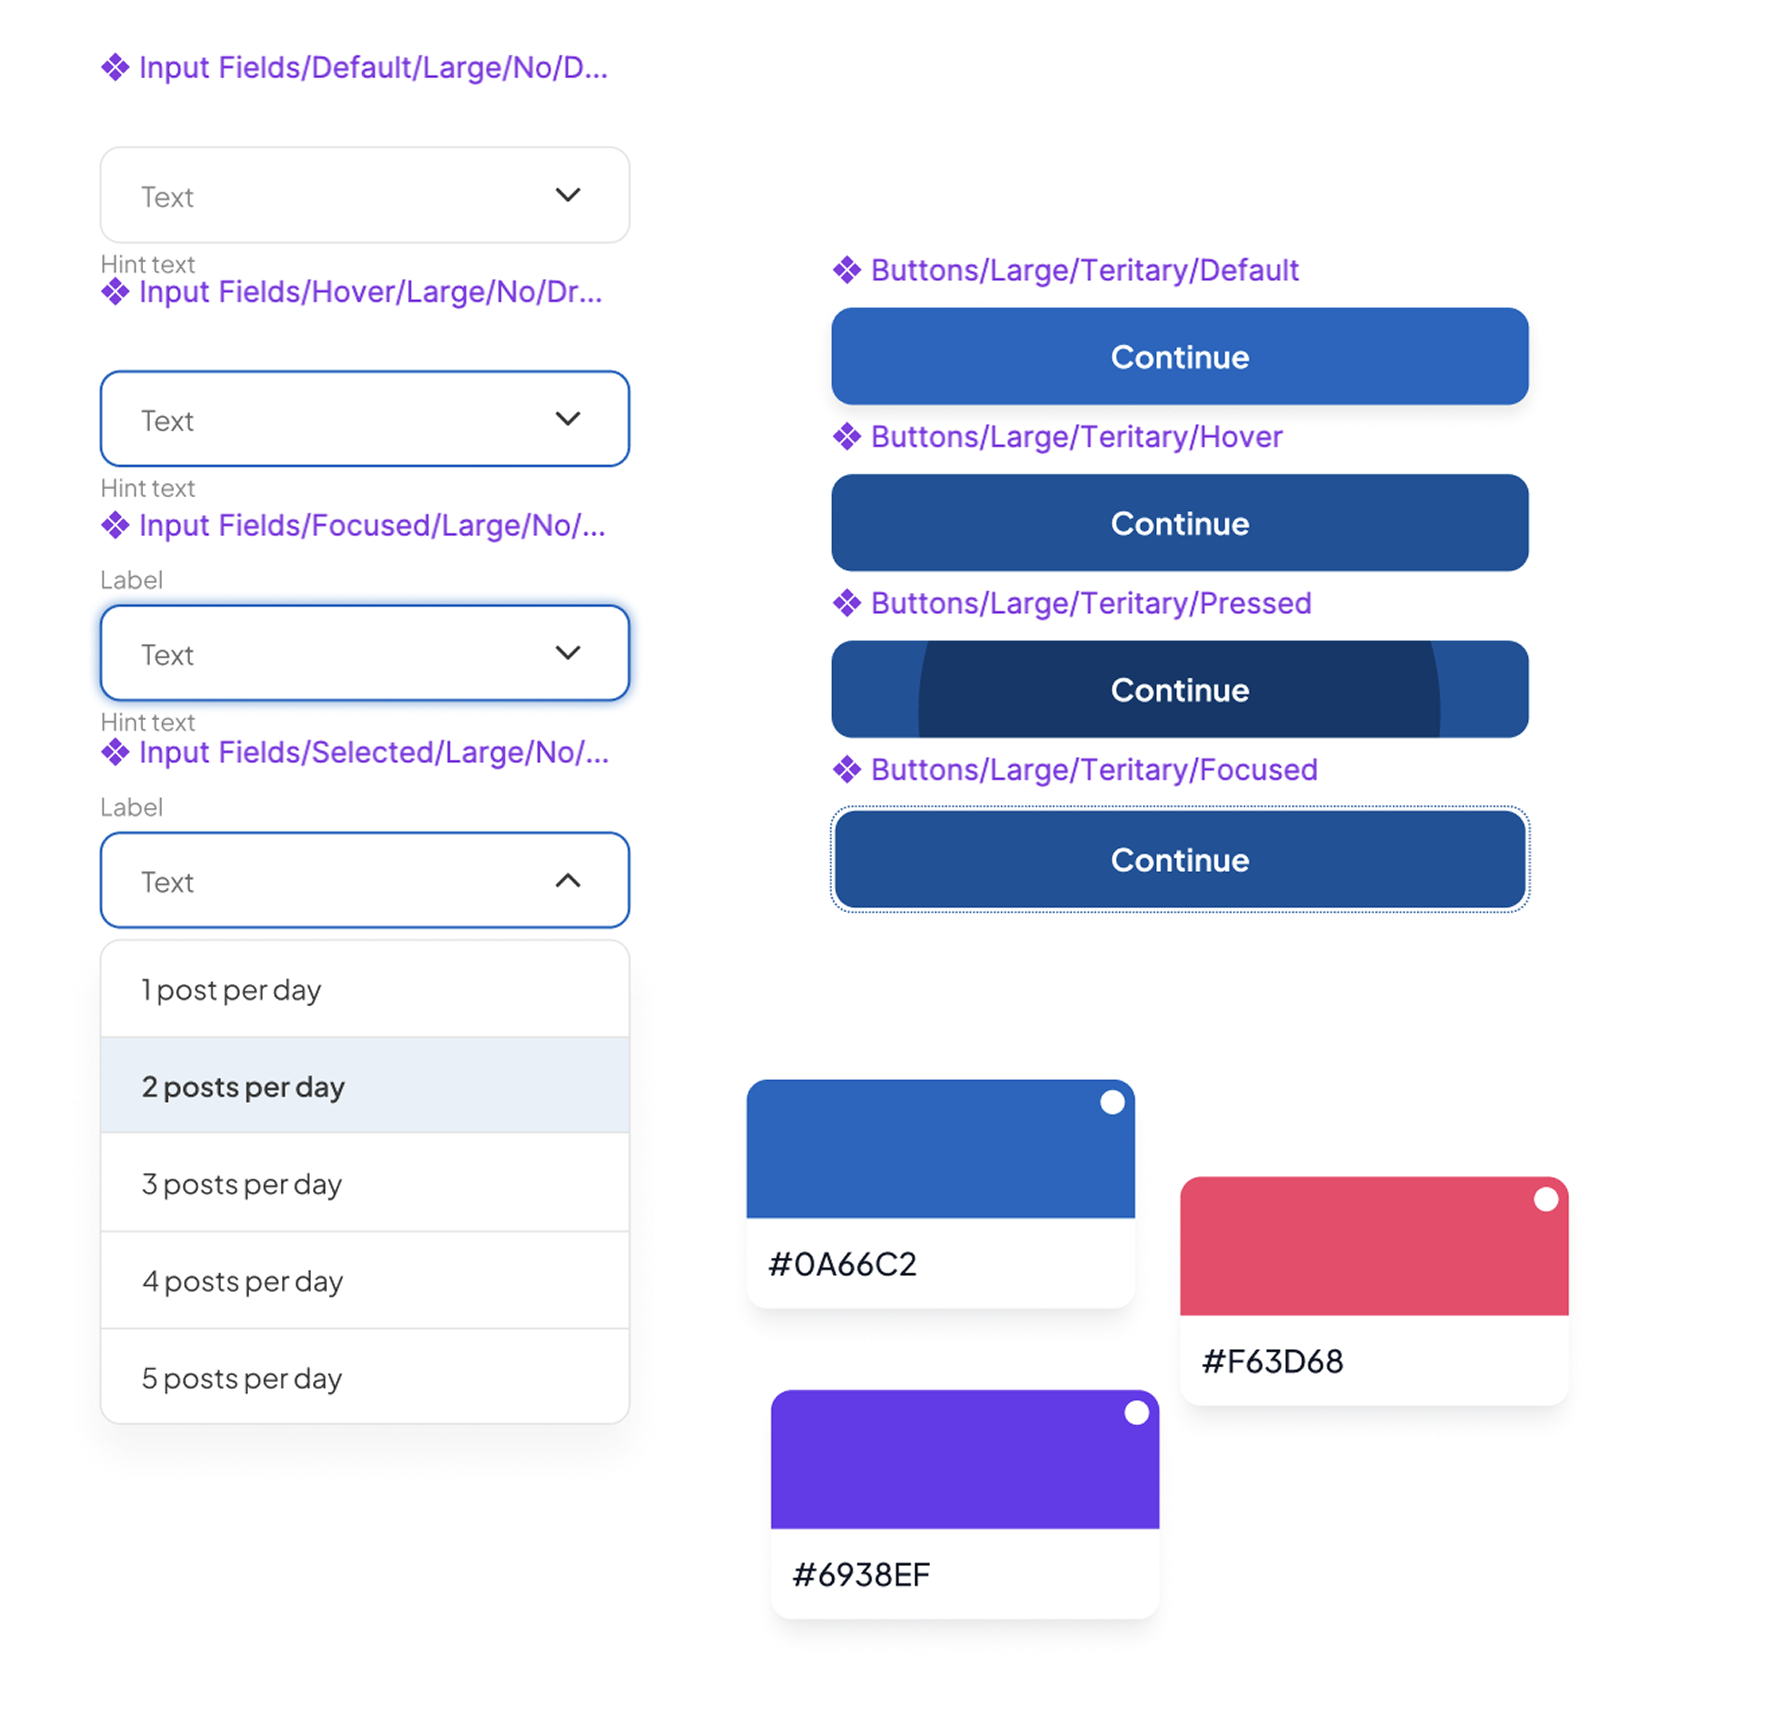 Input Fields/Default/Large/No/D...
Text
Hint text
Input Fields/Hover/Large/No/Dr...
Text
Hint text
Input Fields/Focused/Large/No/...
Label
Text
Hint text
Input Fields/Selected/Large/No/...
Label
Text
1 post per day
2 posts per day
3 posts per day
4 posts per day
5 posts per day
Buttons/Large/Teritary/Default
Continue
Buttons/Large/Teritary/Hover
Continue
Buttons/Large/Teritary/Pressed
Continue
Buttons/Large/Teritary/Focused
Continue
#0A66C2
#F63D68
#6938EF